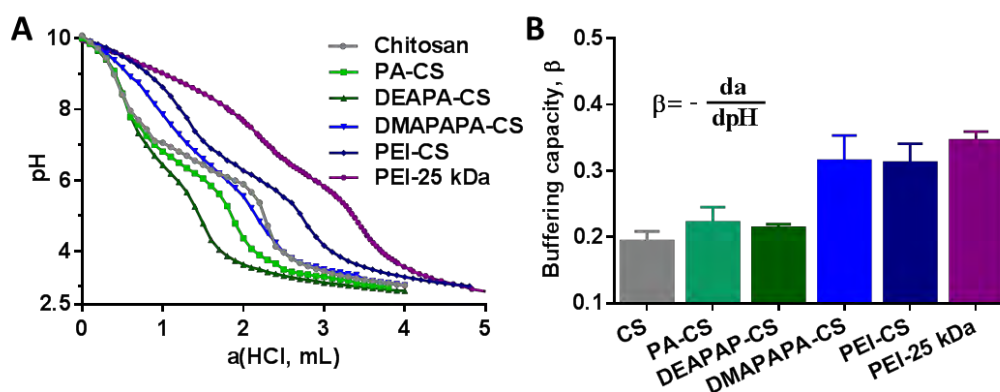 A
10
8
6
4
2.5
pH
0
1
2
3
4
5
a(HCl, mL)
Chitosan
PA-CS
DEAPA-CS
DMAPAPA-CS
PEI-CS
PEI-25 kDa
B
0.5
0.4
0.3
0.2
0.1
Buffering capacity, β
β= - da
dpH
CS
PA-CS
DEAPAP-CS
DMAPAPA-CS
PEI-CS
PEI-25 kDa